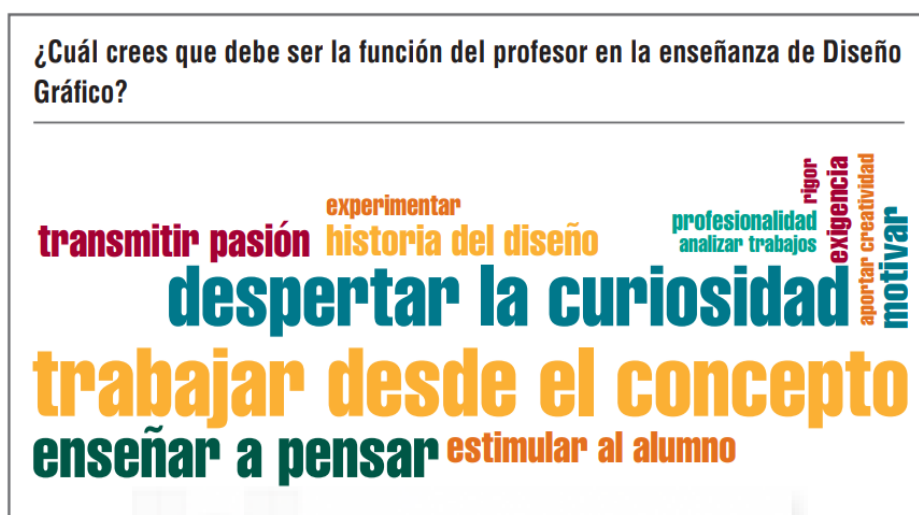 ¿Cuál crees que debe ser la función del profesor en la enseñanza de Diseño
Gráfico?
experimentar
transmitir pasión
historia del diseño
profesionalidad
analizar trabajos
rigor
exigencia
aportar creatividad
motivar
despertar la curiosidad
trabajar desde el concepto
enseñar a pensar
estimular al alumno